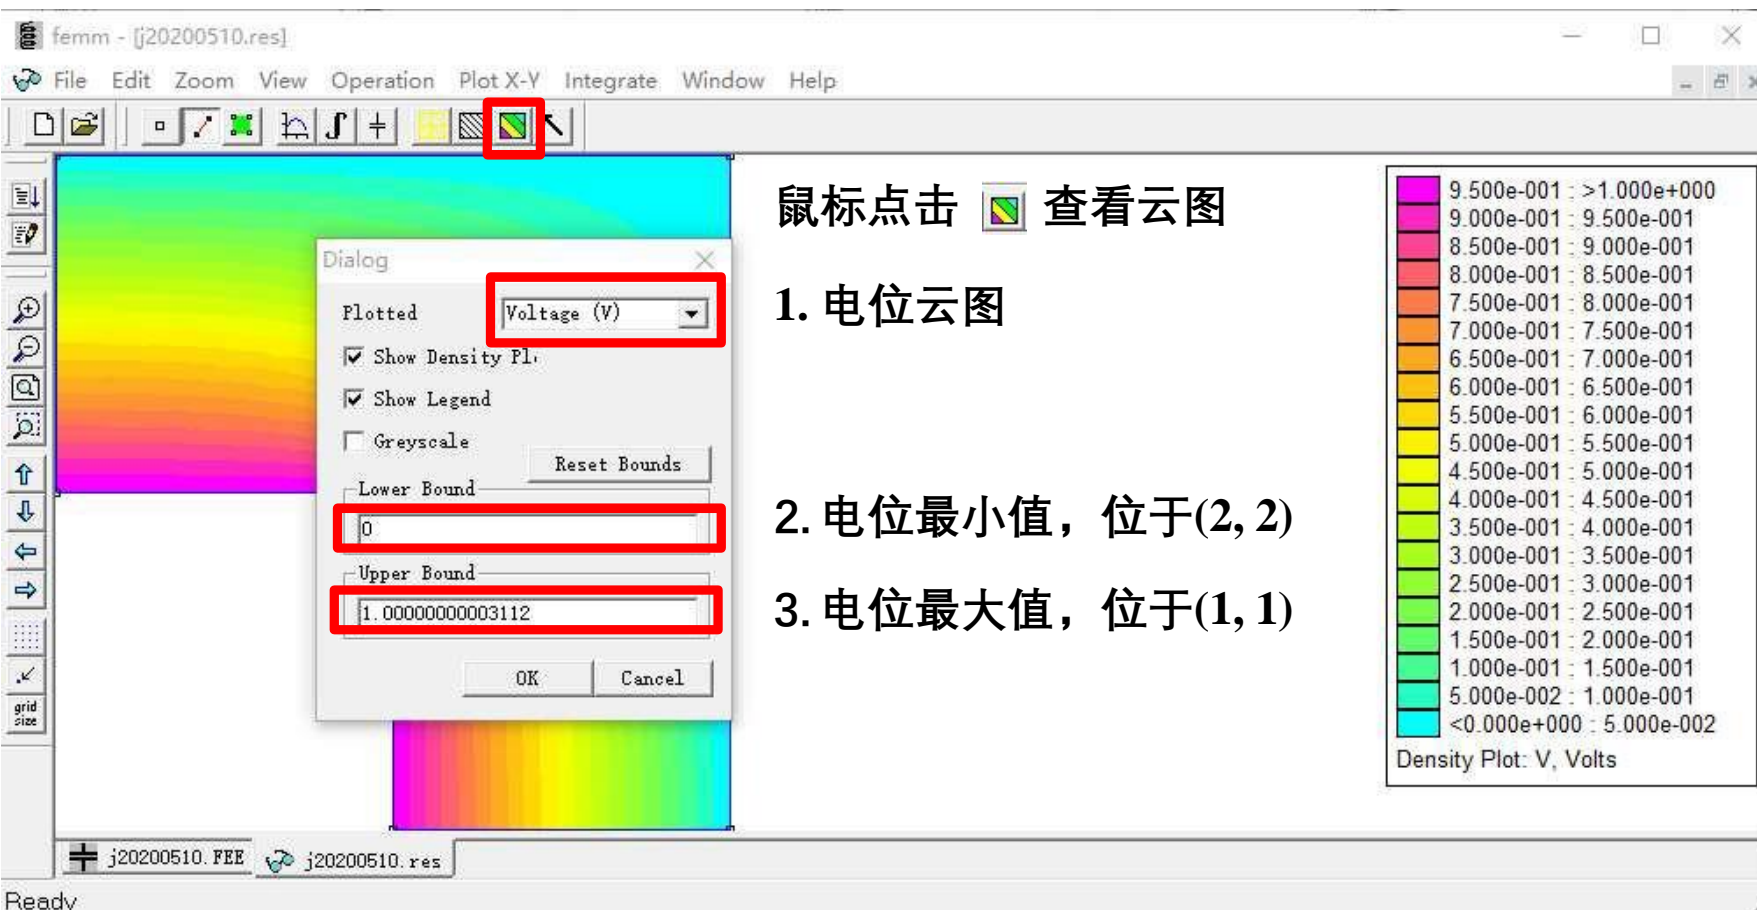 femm - [j20200510.res]
File Edit Zoom View Operation Plot X-Y Integrate Window Help
鼠标点击 查看云图
1. 电位云图
2. 电位最小值，位于(2, 2)
3. 电位最大值，位于(1, 1)
Dialog
Plotted Voltage (V)
Show Density Pl
Show Legend
Greyscale
Reset Bounds
Lower Bound
0
Upper Bound
1.00000000003112
OK Cancel
grid
size
9.500e-001 : >1.000e+000
9.000e-001 : 9.500e-001
8.500e-001 : 9.000e-001
8.000e-001 : 8.500e-001
7.500e-001 : 8.000e-001
7.000e-001 : 7.500e-001
6.500e-001 : 7.000e-001
6.000e-001 : 6.500e-001
5.500e-001 : 6.000e-001
5.000e-001 : 5.500e-001
4.500e-001 : 5.000e-001
4.000e-001 : 4.500e-001
3.500e-001 : 4.000e-001
3.000e-001 : 3.500e-001
2.500e-001 : 3.000e-001
2.000e-001 : 2.500e-001
1.500e-001 : 2.000e-001
1.000e-001 : 1.500e-001
5.000e-002 : 1.000e-001
<0.000e+000 : 5.000e-002
Density Plot: V, Volts
j20200510.FEE j20200510.res
Ready